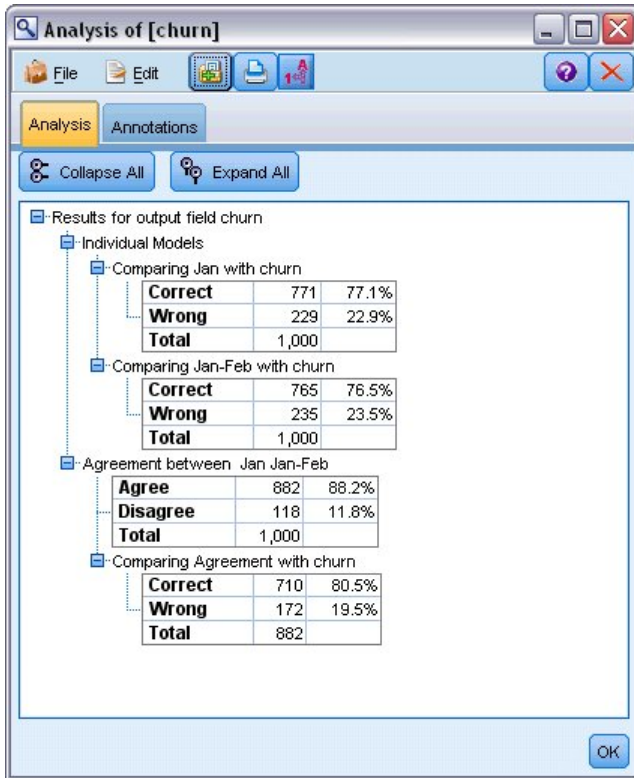 Analysis of [churn]
File Edit
Analysis Annotations
Collapse All Expand All
Results for output field churn
Individual Models
Comparing Jan with churn
Correct 771 77.1%
Wrong 229 22.9%
Total 1,000
Comparing Jan-Feb with churn
Correct 765 76.5%
Wrong 235 23.5%
Total 1,000
Agreement between Jan Jan-Feb
Agree 882 88.2%
Disagree 118 11.8%
Total 1,000
Comparing Agreement with churn
Correct 710 80.5%
Wrong 172 19.5%
Total 882
OK